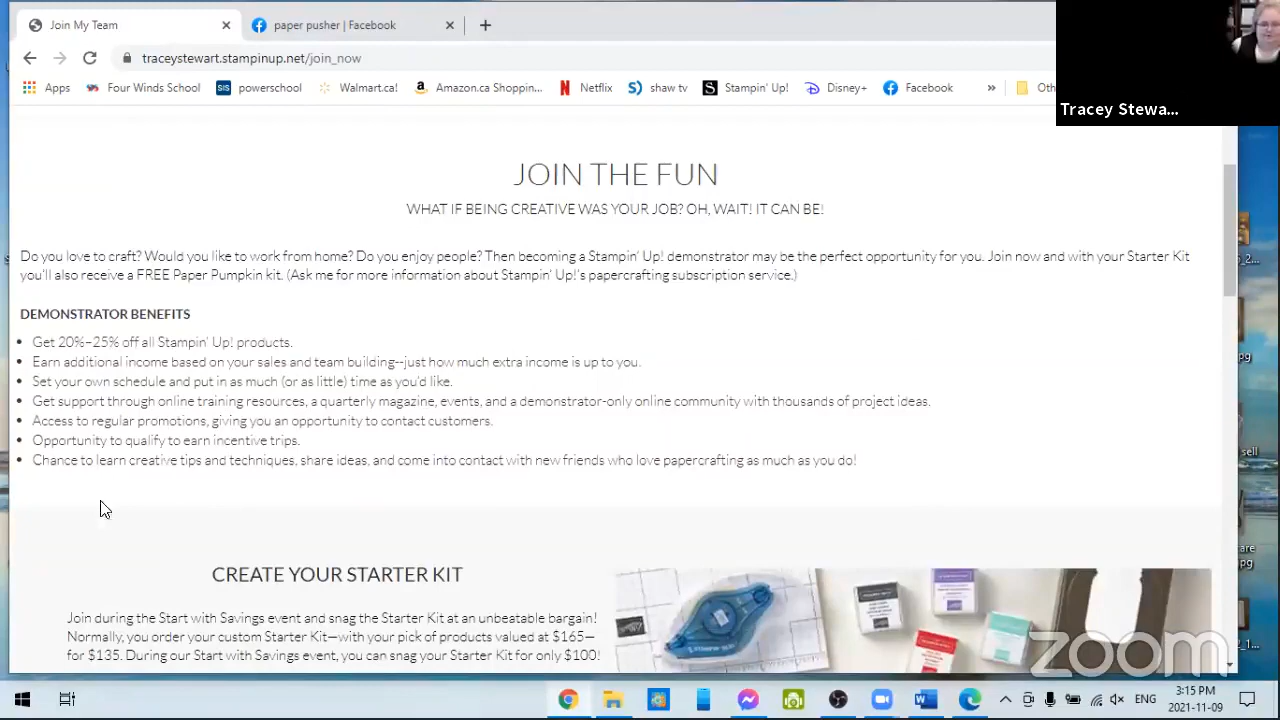 Join My Team
paper pusher | Facebook
traceystewart.stampinup.net/join_now
Apps Four Winds School SIS powerschool Walmart.ca! Amazon.ca Shoppin... Netflix shaw tv Stampin' Up! Disney+ Facebook » Oth
Tracey Stewa...
JOIN THE FUN
WHAT IF BEING CREATIVE WAS YOUR JOB? OH, WAIT! IT CAN BE!
Do you love to craft? Would you like to work from home? Do you enjoy people? Then becoming a Stampin' Up! demonstrator may be the perfect opportunity for you. Join now and with your Starter Kit
you'll also receive a FREE Paper Pumpkin kit. (Ask me for more information about Stampin' Up!'s papercrafting subscription service.)
DEMONSTRATOR BENEFITS
• Get 20%–25% off all Stampin' Up! products.
• Earn additional income based on your sales and team building--just how much extra income is up to you.
• Set your own schedule and put in as much (or as little) time as you'd like.
• Get support through online training resources, a quarterly magazine, events, and a demonstrator-only online community with thousands of project ideas.
• Access to regular promotions, giving you an opportunity to contact customers.
• Opportunity to qualify to earn incentive trips.
• Chance to learn creative tips and techniques, share ideas, and come into contact with new friends who love papercrafting as much as you do!
CREATE YOUR STARTER KIT
Join during the Start with Savings event and snag the Starter Kit at an unbeatable bargain!
Normally, you order your custom Starter Kit—with your pick of products valued at $165—
for $135. During our Start with Savings event, you can snag your Starter Kit for only $100!
zoom
ENG
3:15 PM
2021-11-09